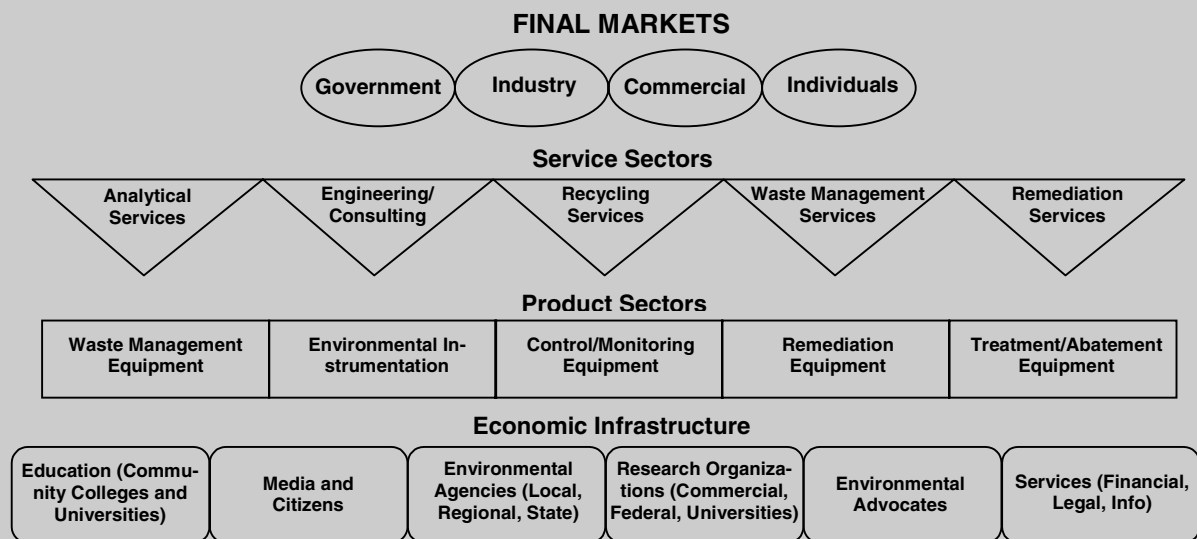 FINAL MARKETS
Government
Industry
Commercial
Individuals
Service Sectors
Analytical
Services
Engineering/
Consulting
Recycling
Services
Waste Management
Services
Remediation
Services
Product Sectors
Waste Management
Equipment
Environmental In-
strumentation
Control/Monitoring
Equipment
Remediation
Equipment
Treatment/Abatement
Equipment
Economic Infrastructure
Education (Commu-
nity Colleges and
Universities)
Media and
Citizens
Environmental
Agencies (Local,
Regional, State)
Research Organiza-
tions (Commercial,
Federal, Universities)
Environmental
Advocates
Services (Financial,
Legal, Info)